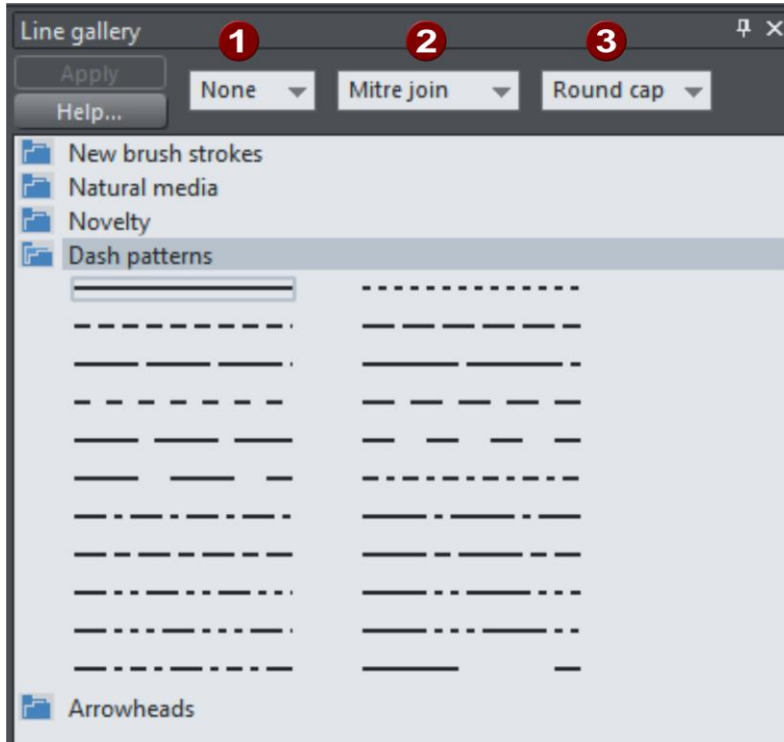 Line gallery
1 2 3
Apply
None Mitre join Round cap
Help...
New brush strokes
Natural media
Novelty
Dash patterns
Arrowheads